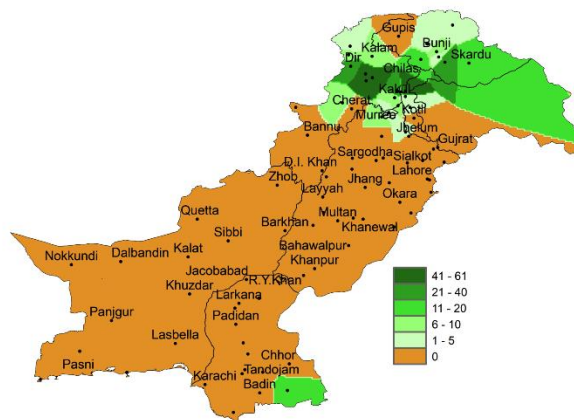 Gupis
Kalam
Bunji
Dir
Skardu
Chilas
Kakul
Cherat
Murree
Kotli
Bannu
Jhelum
Gujrat
Sargodha
Sialkot
D.I. Khan
Lahore
Zhob
Jhang
Layyah
Okara
Quetta
Multan
Barkhan
Khanewal
Sibbi
Bahawalpur
Kalat
Nokkundi
Dalbandin
Khanpur
Jacobabad
R.Y.Khan
Khuzdar
Larkana
Panjgur
Padidan
Lasbella
Pasni
Chhor
Karachi
Tandojam
Badin
41 - 61
21 - 40
11 - 20
6 - 10
1 - 5
0